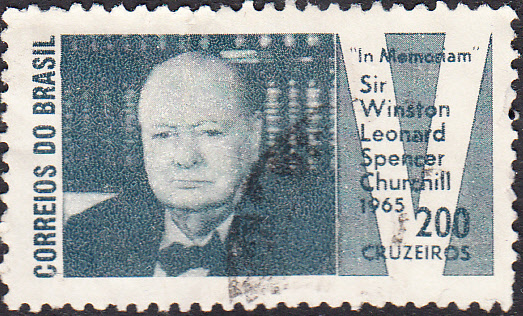 CORREIOS DO BRASIL
"In Memoriam"
Sir
Winston
Leonard
Spencer
Churchill
1965
200
CRUZEIROS